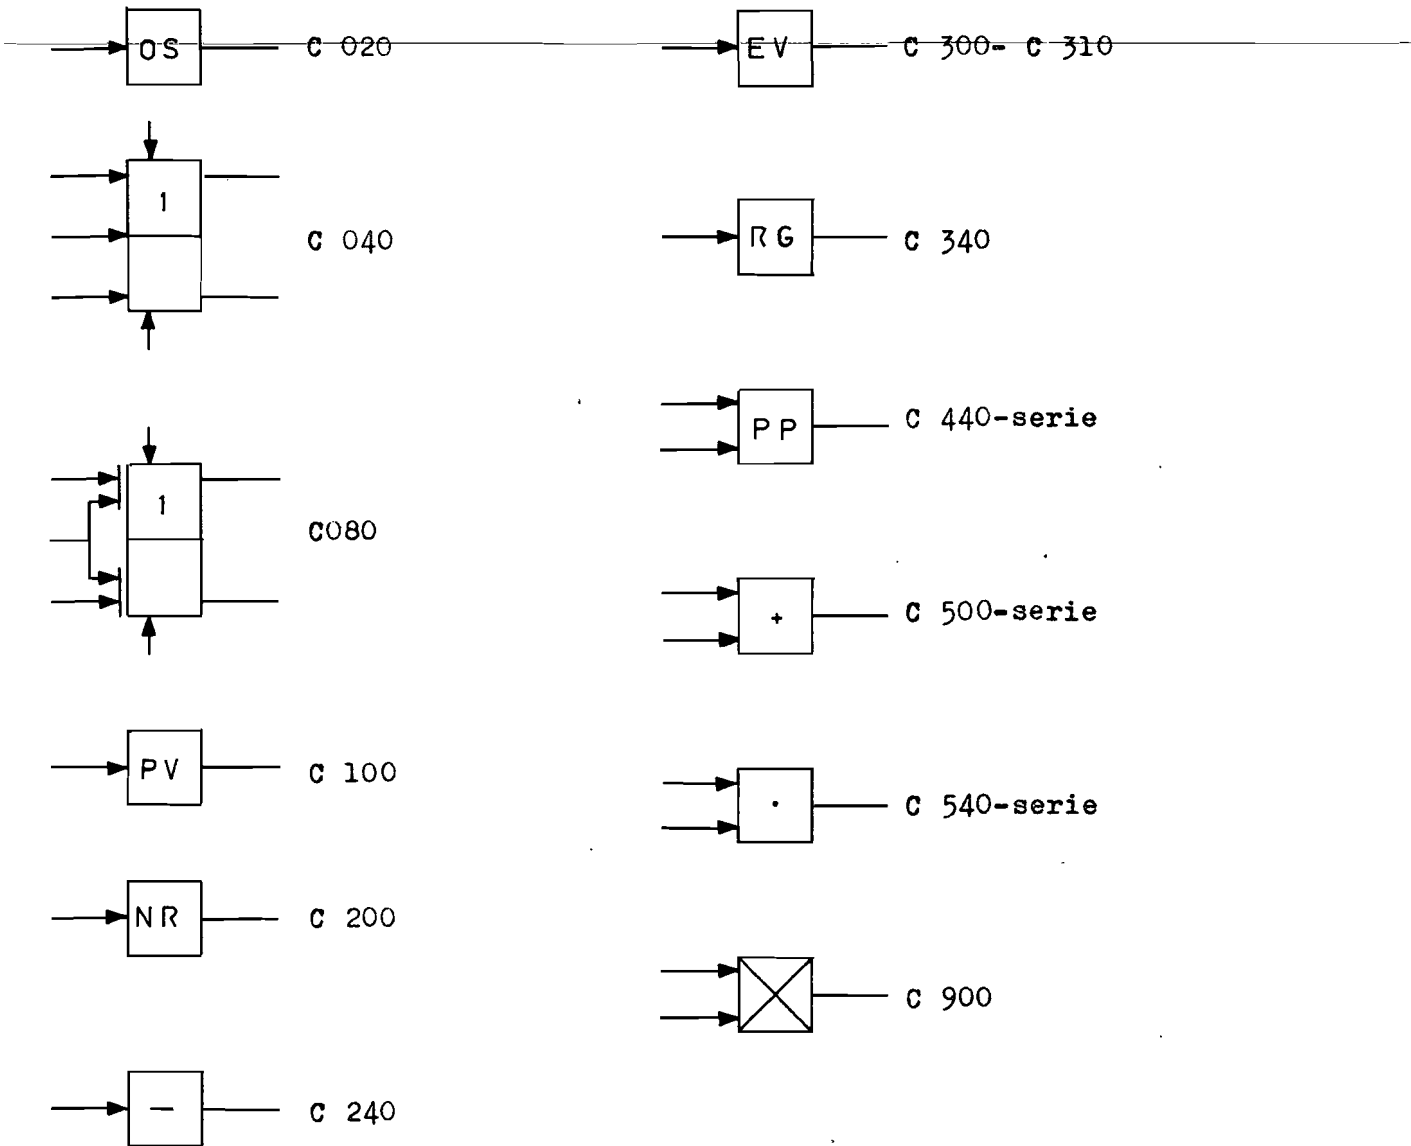 OS C 020
1
C 040
1
C080
PV C 100
NR C 200
— C 240
EV C 300- C 310
RG C 340
PP C 440-serie
+ C 500-serie
· C 540-serie
C 900